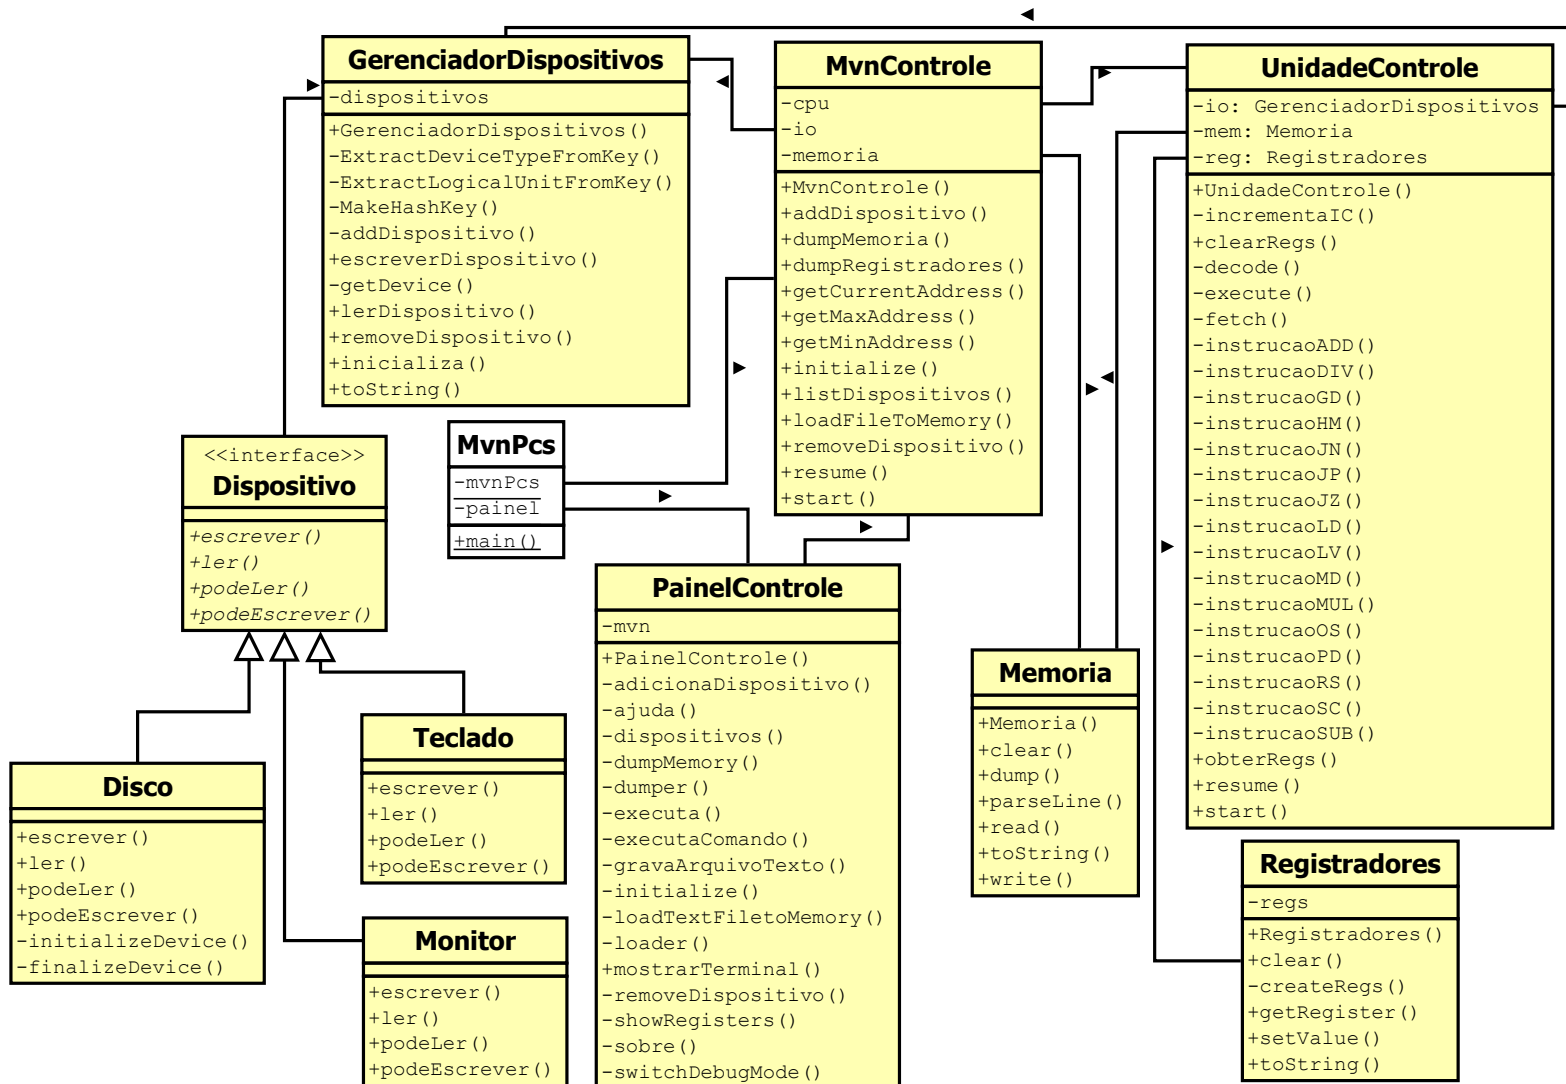 GerenciadorDispositivos
-dispositivos
+GerenciadorDispositivos()
-ExtractDeviceTypeFromKey()
-ExtractLogicalUnitFromKey()
-MakeHashKey()
-addDispositivo()
+escreverDispositivo()
-getDevice()
+lerDispositivo()
+removeDispositivo()
+inicializa()
+toString()
MvnControle
-cpu
-io
-memoria
+MvnControle()
+addDispositivo()
+dumpMemoria()
+dumpRegistradores()
+getCurrentAddress()
+getMaxAddress()
+getMinAddress()
+initialize()
+listDispositivos()
+loadFileToMemory()
+removeDispositivo()
+resume()
+start()
UnidadeControle
-io: GerenciadorDispositivos
-mem: Memoria
-reg: Registradores
+UnidadeControle()
-incrementaIC()
+clearRegs()
-decode()
-execute()
-fetch()
-instrucaoADD()
-instrucaoDIV()
-instrucaoGD()
-instrucaoHM()
-instrucaoJN()
-instrucaoJP()
-instrucaoJZ()
-instrucaoLD()
-instrucaoLV()
-instrucaoMD()
-instrucaoMUL()
-instrucaoOS()
-instrucaoPD()
-instrucaoRS()
-instrucaoSC()
-instrucaoSUB()
+obterRegs()
+resume()
+start()
<<interface>>
Dispositivo
+escrever()
+ler()
+podeLer()
+podeEscrever()
MvnPcs
-mvnPcs
-painel
+main()
PainelControle
-mvn
+PainelControle()
-adicionaDispositivo()
-ajuda()
-dispositivos()
-dumpMemory()
-dumper()
-executa()
-executaComando()
-gravaArquivoTexto()
-initialize()
-loadTextFiletoMemory()
-loader()
+mostrarTerminal()
-removeDispositivo()
-showRegisters()
-sobre()
-switchDebugMode()
Memoria
+Memoria()
+clear()
+dump()
+parseLine()
+read()
+toString()
+write()
Teclado
+escrever()
+ler()
+podeLer()
+podeEscrever()
Disco
+escrever()
+ler()
+podeLer()
+podeEscrever()
-initializeDevice()
-finalizeDevice()
Monitor
+escrever()
+ler()
+podeLer()
+podeEscrever()
Registradores
-regs
+Registradores()
+clear()
-createRegs()
+getRegister()
+setValue()
+toString()